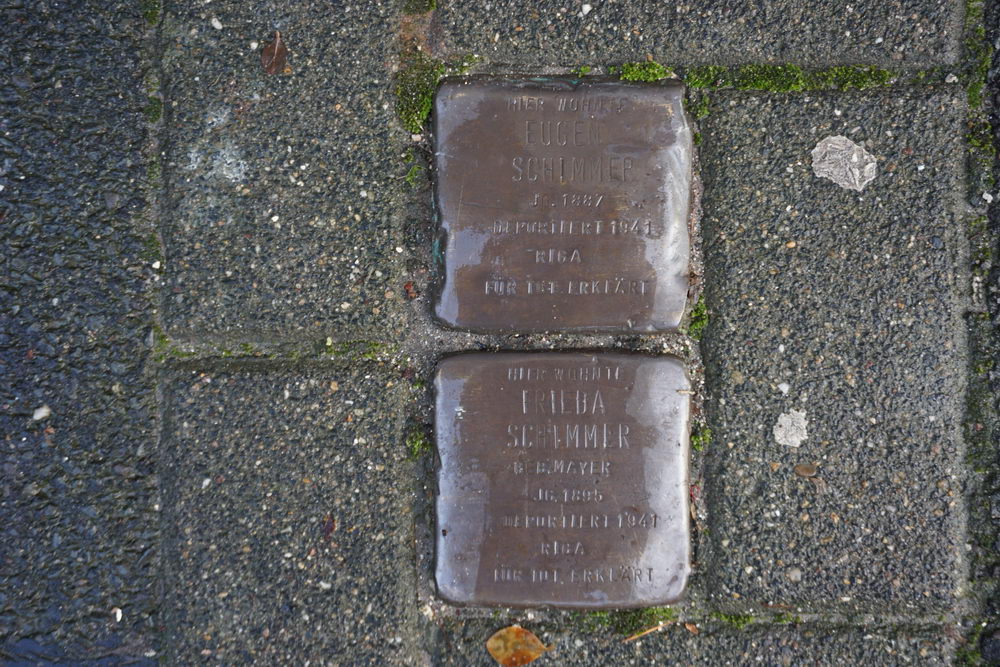 HIER WOHNTE
EUGEN
SCHIMMER
JG. 1887
DEPORTIERT 1941
RIGA
FÜR TOT ERKLÄRT
HIER WOHNTE
FRIEDA
SCHIMMER
GEB. MAYER
JG. 1895
DEPORTIERT 1941
RIGA
FÜR TOT ERKLÄRT